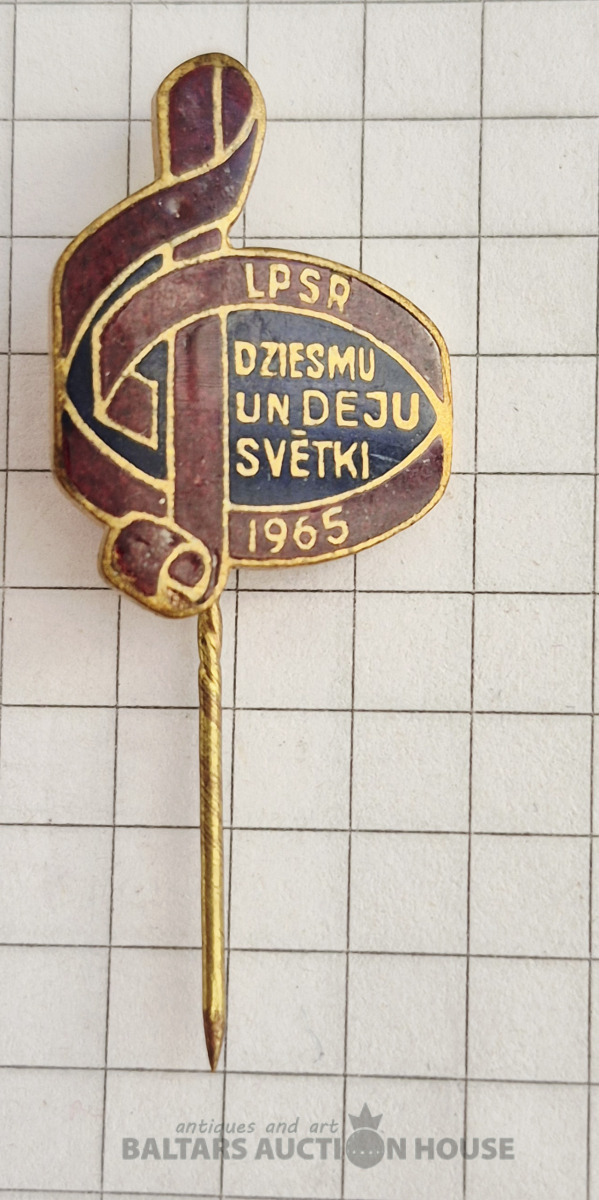 LPSR
DZIESMU
UN DEJU
SVĒTKI
1965
antiques and art
BALTARS AUCTION HOUSE